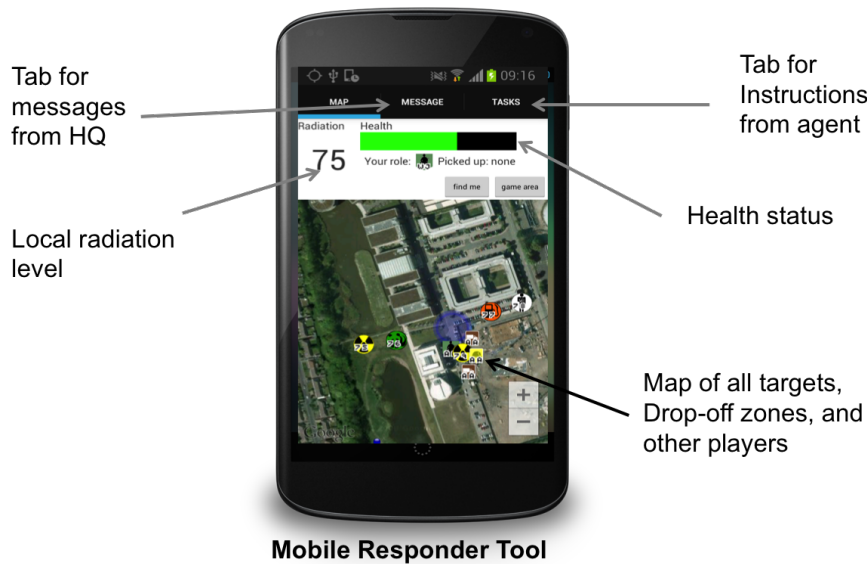 Tab for
messages
from HQ
Tab for
Instructions
from agent
09:16
MAP
MESSAGE
TASKS
Radiation
Health
75
Your role:
Picked up: none
find me
game area
Local radiation
level
Health status
Map of all targets,
Drop-off zones, and
other players
+
−
Mobile Responder Tool